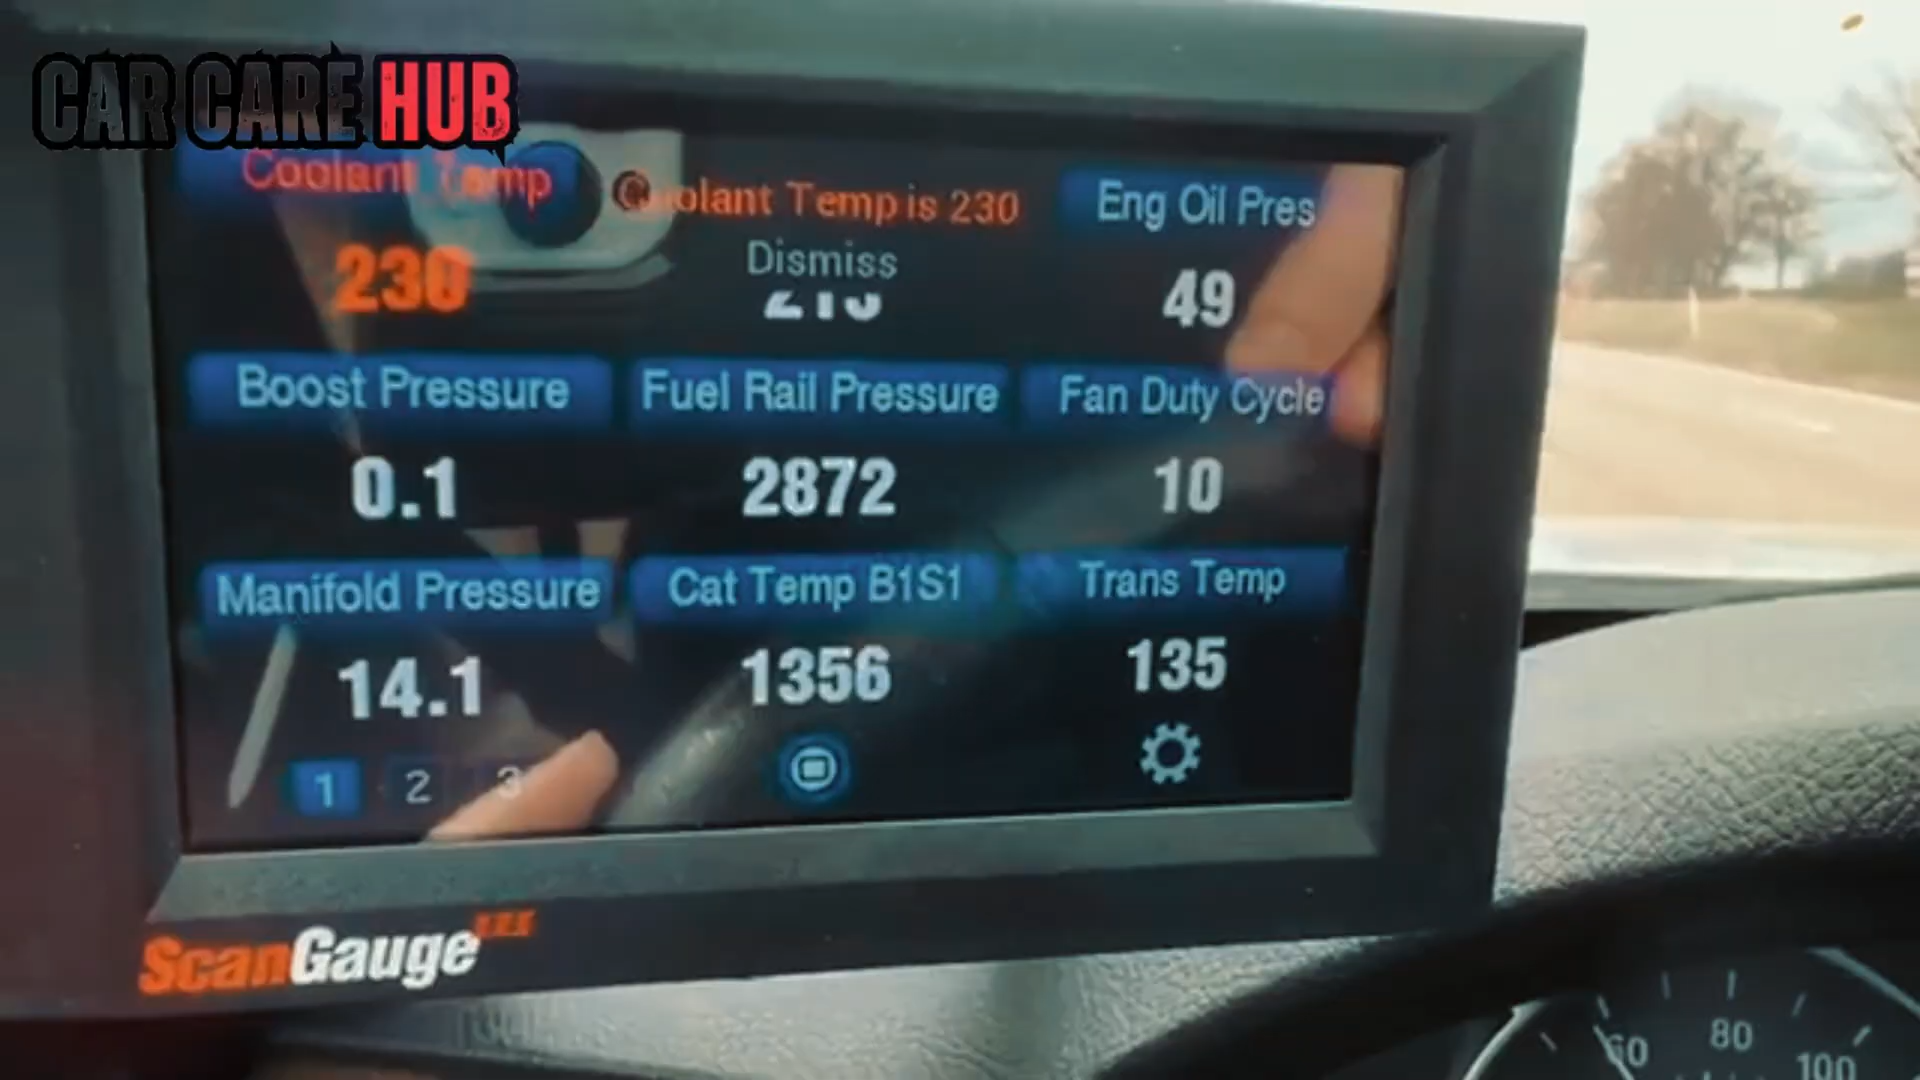 CAR CARE HUB
Coolant Temp
Coolant Temp is 230
Eng Oil Pres
230
Dismiss
49
Boost Pressure
Fuel Rail Pressure
Fan Duty Cycle
0.1
2872
10
Manifold Pressure
Cat Temp B1S1
Trans Temp
14.1
1356
135
1
2
3
ScanGauge III
60
80
100